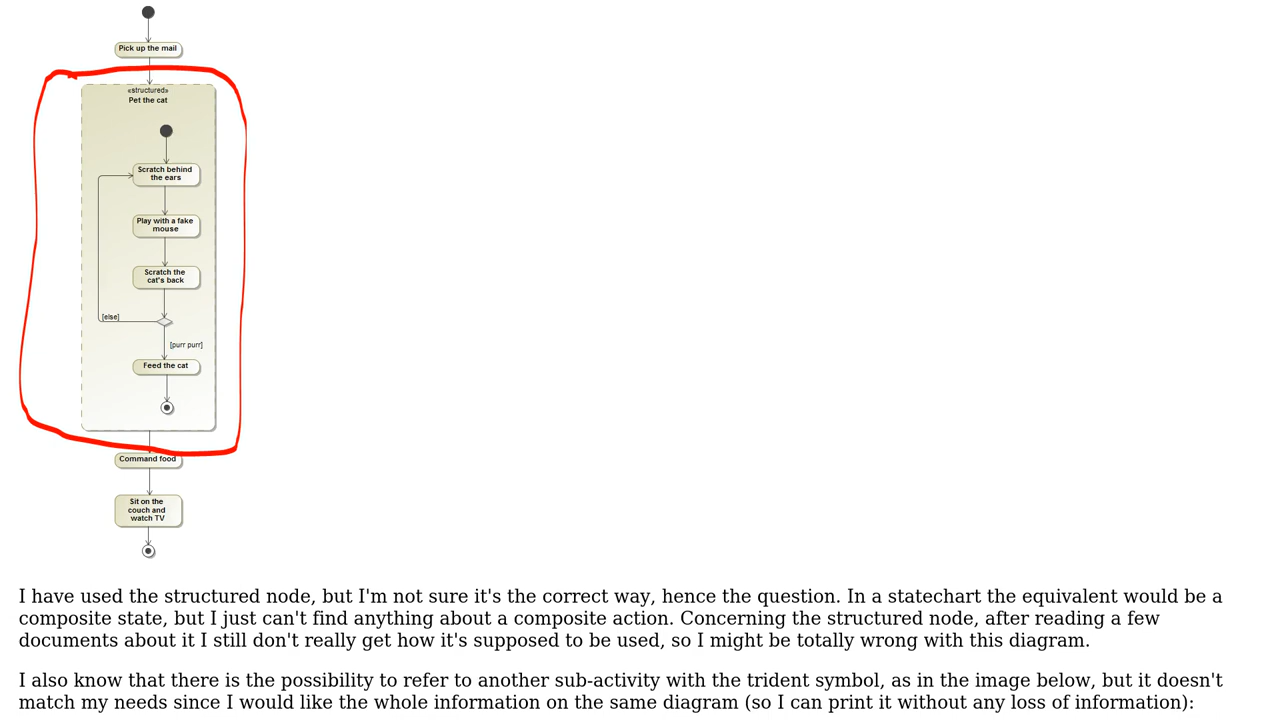 Pick up the mail
«structured»
Pet the cat
Scratch behind
the ears
Play with a fake
mouse
Scratch the
cat's back
[else]
[purr purr]
Feed the cat
Command food
Sit on the
couch and
watch TV
I have used the structured node, but I'm not sure it's the correct way, hence the question. In a statechart the equivalent would be a
composite state, but I just can't find anything about a composite action. Concerning the structured node, after reading a few
documents about it I still don't really get how it's supposed to be used, so I might be totally wrong with this diagram.
I also know that there is the possibility to refer to another sub-activity with the trident symbol, as in the image below, but it doesn't
match my needs since I would like the whole information on the same diagram (so I can print it without any loss of information):